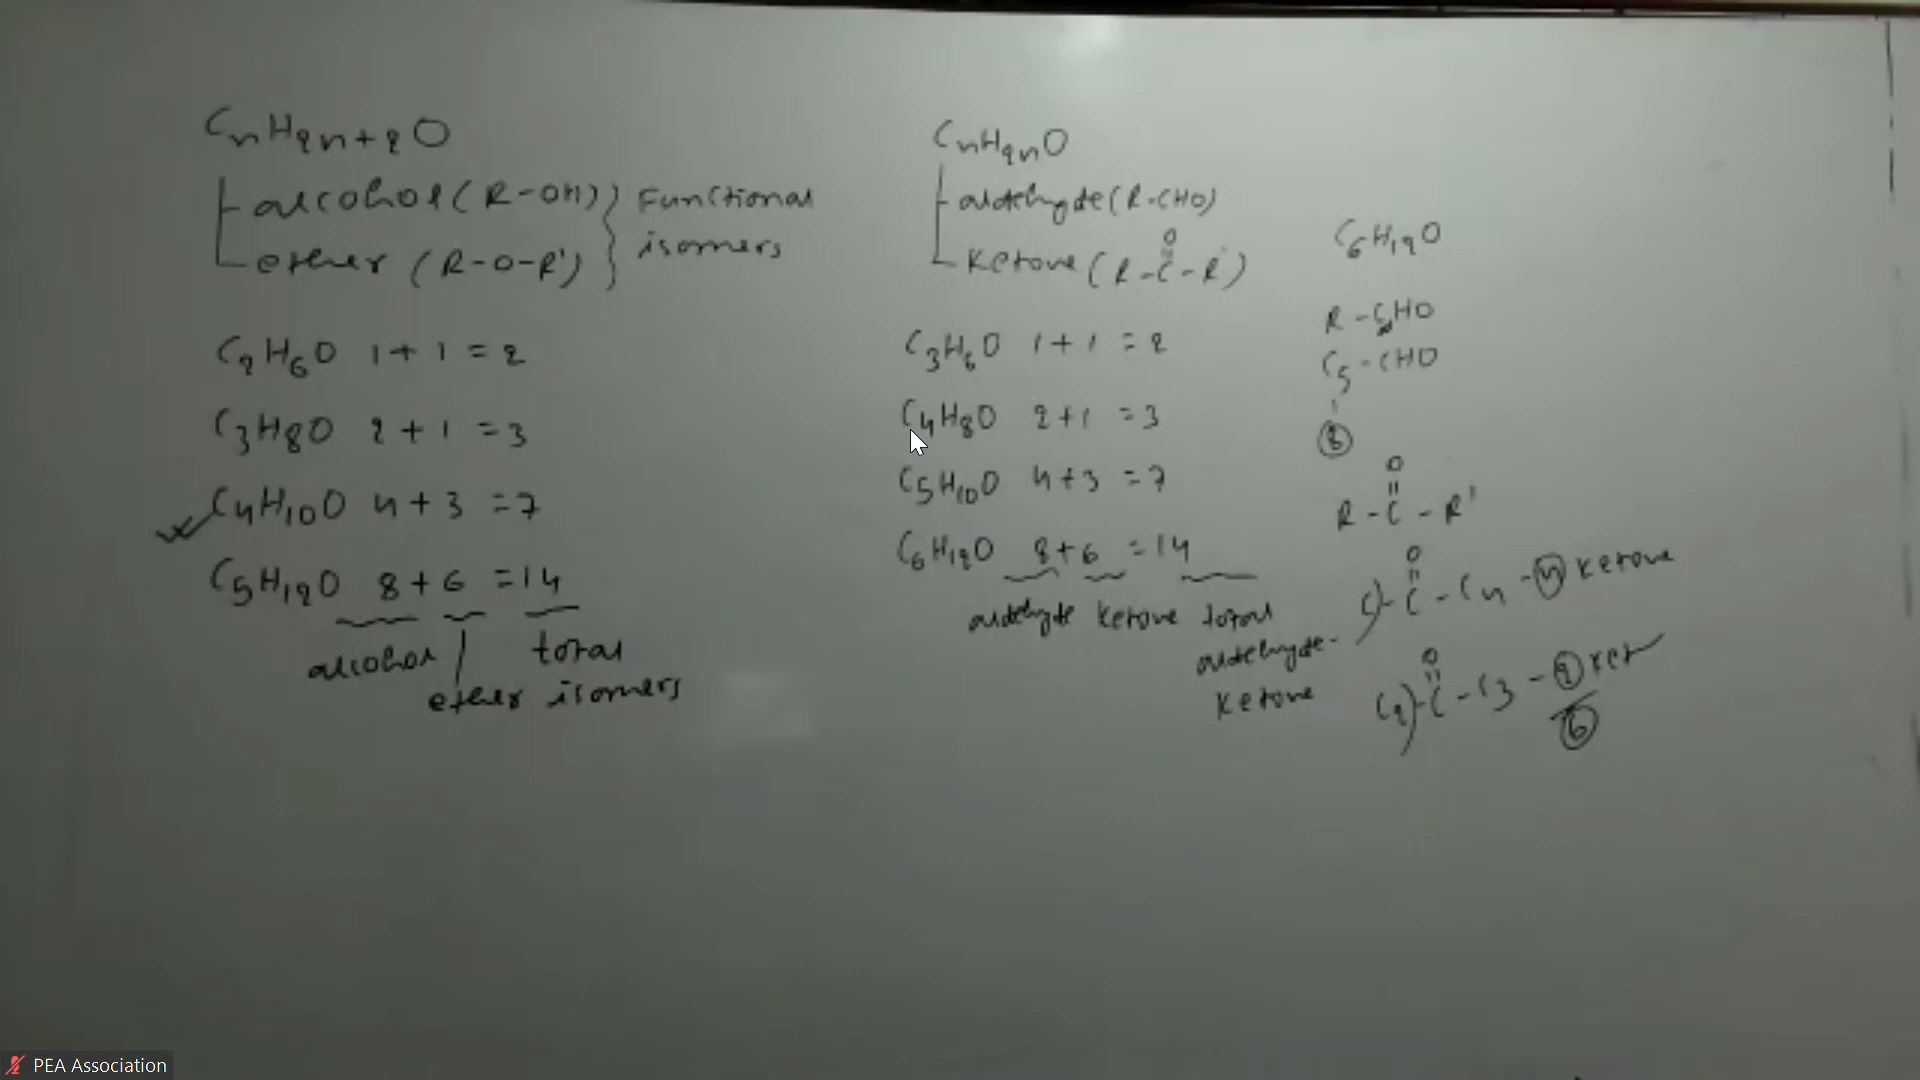 CnH2n+2O
alcohol (R-OH)
ether (R-O-R')
Functional
isomers
C2H6O 1 + 1 = 2
C3H8O 2 + 1 = 3
C4H10O 4 + 3 = 7
C5H12O 8 + 6 = 14
alcohol
total
ether isomers
CnH2nO
aldehyde (R-CHO)
O
Ketone (R-C-R')
C3H6O 1 + 1 = 2
C4H8O 2 + 1 = 3
C5H10O 4 + 3 = 7
C6H12O 8 + 6 = 14
aldehyde ketone total
aldehyde-
Ketone
C6H12O
R-CHO
C5-CHO
8
O
R-C-R'
O
C-C-C4-4 ketone
O
C2-C-C3-2 ket
6
PEA Association